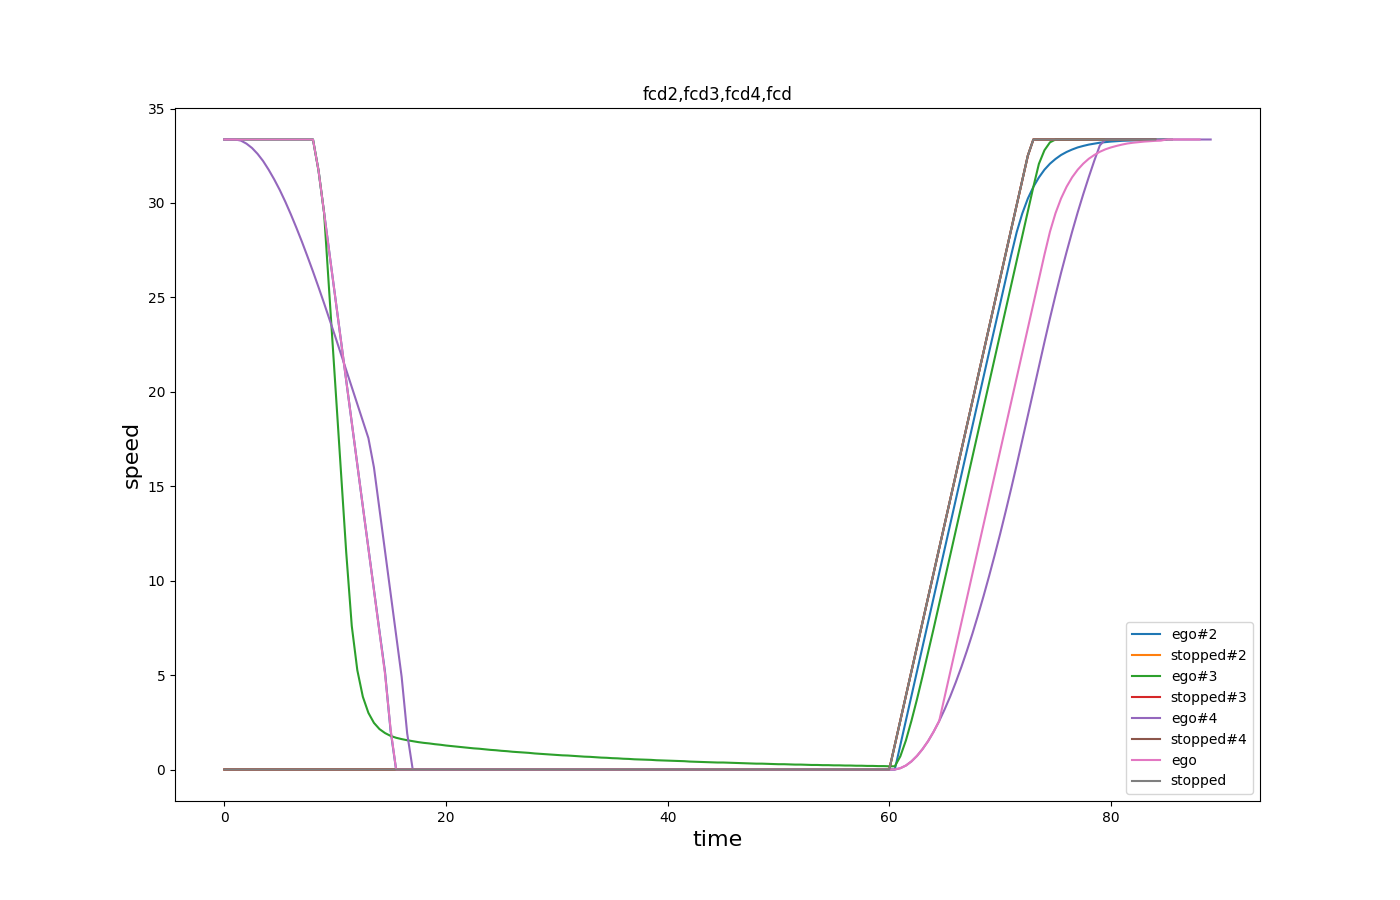 fcd2,fcd3,fcd4,fcd
35
30
25
20
15
10
5
0
speed
0 20 40 60 80
time
ego#2
stopped#2
ego#3
stopped#3
ego#4
stopped#4
ego
stopped